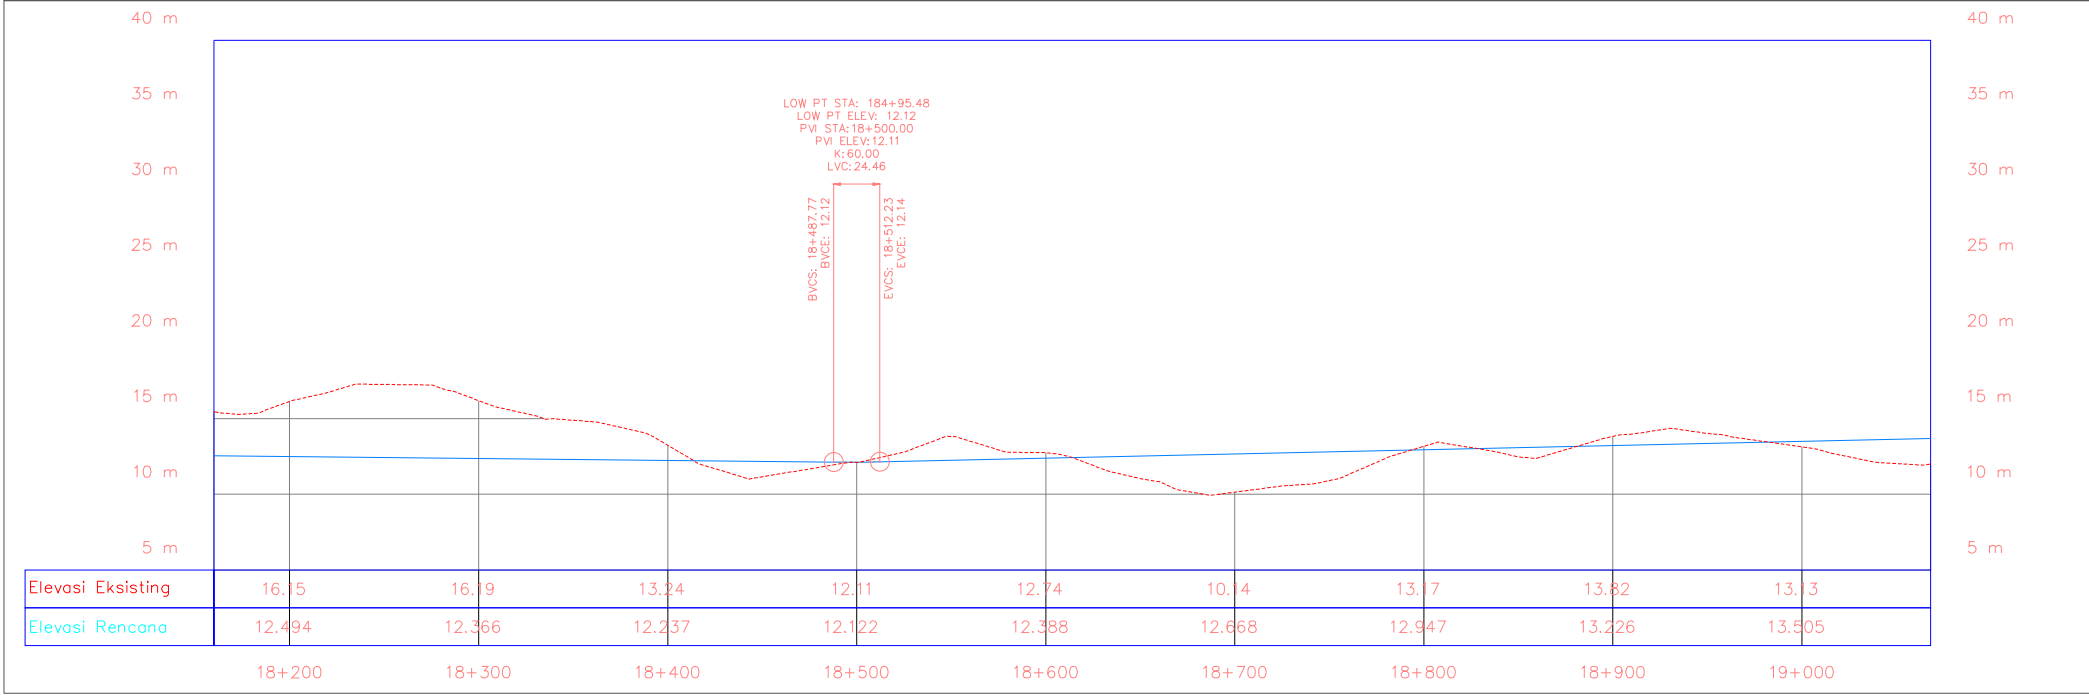 40 m
40 m
35 m
35 m
LOW PT STA: 184+95.48
LOW PT ELEV: 12.12
PVI STA:18+500.00
PVI ELEV:12.11
K:60.00
LVC:24.46
30 m
30 m
BVCS: 18+487.77
BVCE: 12.12
EVCS: 18+512.23
EVCE: 12.14
25 m
25 m
20 m
20 m
15 m
15 m
10 m
10 m
5 m
5 m
Elevasi Eksisting 16.15 16.19 13.24 12.11 12.74 10.14 13.17 13.82 13.13
Elevasi Rencana 12.494 12.366 12.237 12.122 12.388 12.668 12.947 13.226 13.505
18+200 18+300 18+400 18+500 18+600 18+700 18+800 18+900 19+000